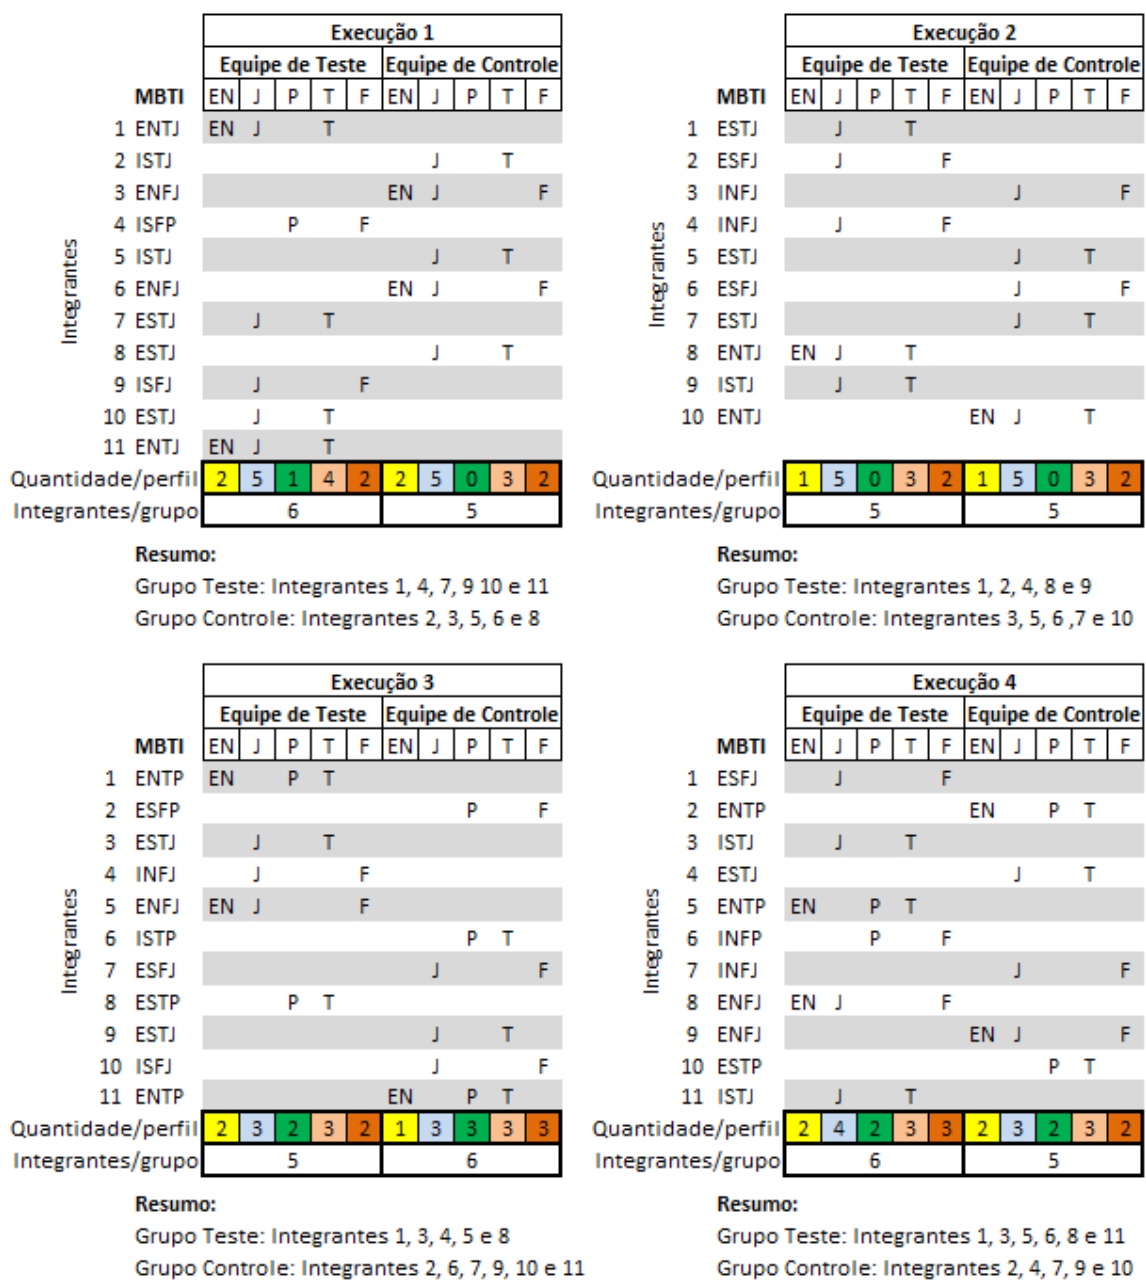 Execução 1
Equipe de Teste Equipe de Controle
MBTI EN J P T F EN J P T F
1 ENTJ EN J T
2 ISTJ J T
3 ENFJ EN J F
4 ISFP P F
5 ISTJ J T
6 ENFJ EN J F
7 ESTJ J T
8 ESTJ J T
9 ISFJ J F
10 ESTJ J T
11 ENTJ EN J T
Integrantes
Quantidade/perfil 2 5 1 4 2 2 5 0 3 2
Integrantes/grupo 6 5
Resumo:
Grupo Teste: Integrantes 1, 4, 7, 9 10 e 11
Grupo Controle: Integrantes 2, 3, 5, 6 e 8
Execução 2
Equipe de Teste Equipe de Controle
MBTI EN J P T F EN J P T F
1 ESTJ J T
2 ESFJ J F
3 INFJ J F
4 INFJ J F
5 ESTJ J T
6 ESFJ J F
7 ESTJ J T
8 ENTJ EN J T
9 ISTJ J T
10 ENTJ EN J T
Integrantes
Quantidade/perfil 1 5 0 3 2 1 5 0 3 2
Integrantes/grupo 5 5
Resumo:
Grupo Teste: Integrantes 1, 2, 4, 8 e 9
Grupo Controle: Integrantes 3, 5, 6 ,7 e 10
Execução 3
Equipe de Teste Equipe de Controle
MBTI EN J P T F EN J P T F
1 ENTP EN P T
2 ESFP P F
3 ESTJ J T
4 INFJ J F
5 ENFJ EN J F
6 ISTP P T
7 ESFJ J F
8 ESTP P T
9 ESTJ J T
10 ISFJ J F
11 ENTP EN P T
Integrantes
Quantidade/perfil 2 3 2 3 2 1 3 3 3 3
Integrantes/grupo 5 6
Resumo:
Grupo Teste: Integrantes 1, 3, 4, 5 e 8
Grupo Controle: Integrantes 2, 6, 7, 9, 10 e 11
Execução 4
Equipe de Teste Equipe de Controle
MBTI EN J P T F EN J P T F
1 ESFJ J F
2 ENTP EN P T
3 ISTJ J T
4 ESTJ J T
5 ENTP EN P T
6 INFP P F
7 INFJ J F
8 ENFJ EN J F
9 ENFJ EN J F
10 ESTP P T
11 ISTJ J T
Integrantes
Quantidade/perfil 2 4 2 3 3 2 3 2 3 2
Integrantes/grupo 6 5
Resumo:
Grupo Teste: Integrantes 1, 3, 5, 6, 8 e 11
Grupo Controle: Integrantes 2, 4, 7, 9 e 10